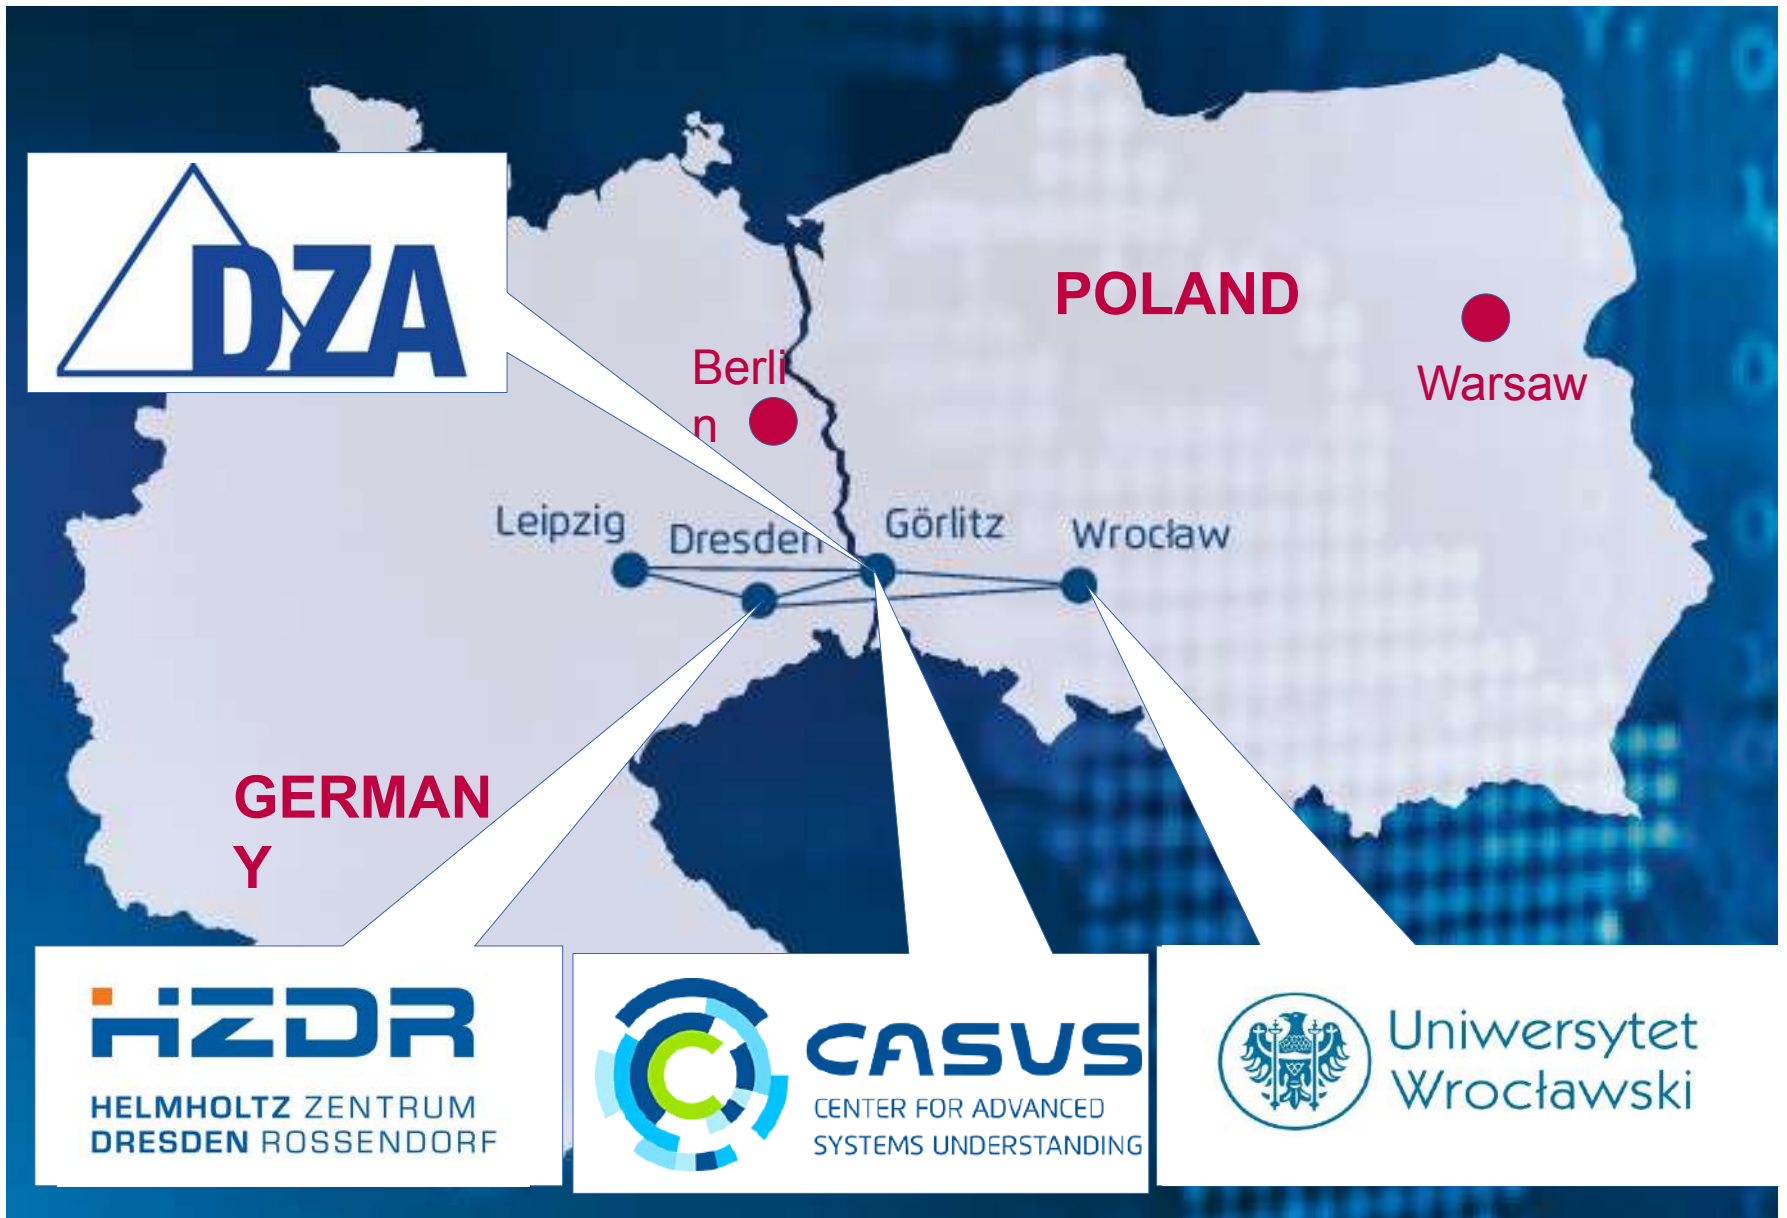 DZA
POLAND
Berli
n
Warsaw
Leipzig
Dresden
Görlitz
Wrocław
GERMAN
Y
HZDR
HELMHOLTZ ZENTRUM
DRESDEN ROSSENDORF
CASUS
CENTER FOR ADVANCED
SYSTEMS UNDERSTANDING
Uniwersytet
Wrocławski